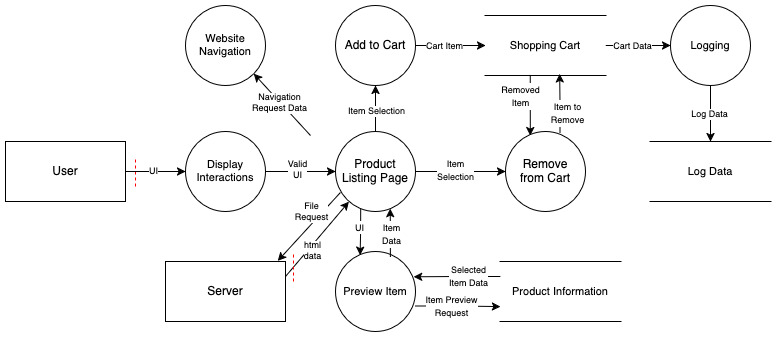 Website
Navigation
Add to Cart
Cart Item
Shopping Cart
Cart Data
Logging
Navigation
Request Data
Item Selection
Removed
Item
Item to
Remove
Log Data
User
UI
Display
Interactions
Valid
UI
Product
Listing Page
Item
Selection
Remove
from Cart
Log Data
File
Request
html
data
UI
Item
Data
Server
Preview Item
Selected
Item Data
Item Preview
Request
Product Information